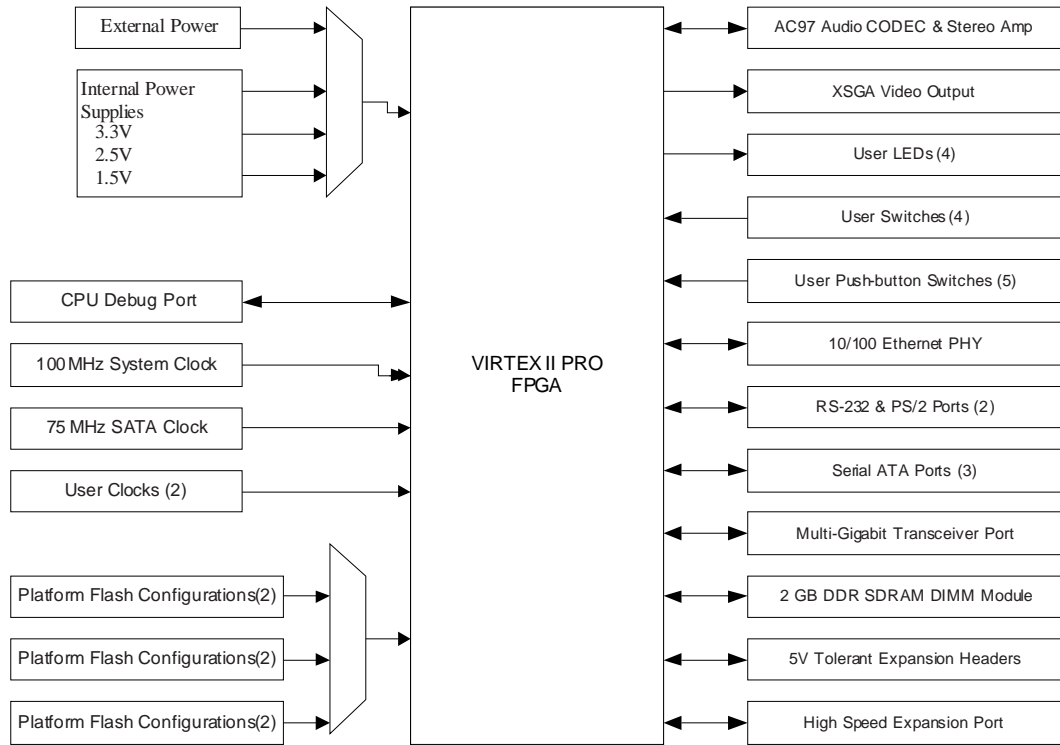 External Power
Internal Power
Supplies
3.3V
2.5V
1.5V
CPU Debug Port
100 MHz System Clock
75 MHz SATA Clock
User Clocks (2)
Platform Flash Configurations(2)
Platform Flash Configurations(2)
Platform Flash Configurations(2)
VIRTEX II PRO
FPGA
AC97 Audio CODEC & Stereo Amp
XSGA Video Output
User LEDs (4)
User Switches (4)
User Push-button Switches (5)
10/100 Ethernet PHY
RS-232 & PS/2 Ports (2)
Serial ATA Ports (3)
Multi-Gigabit Transceiver Port
2 GB DDR SDRAM DIMM Module
5V Tolerant Expansion Headers
High Speed Expansion Port